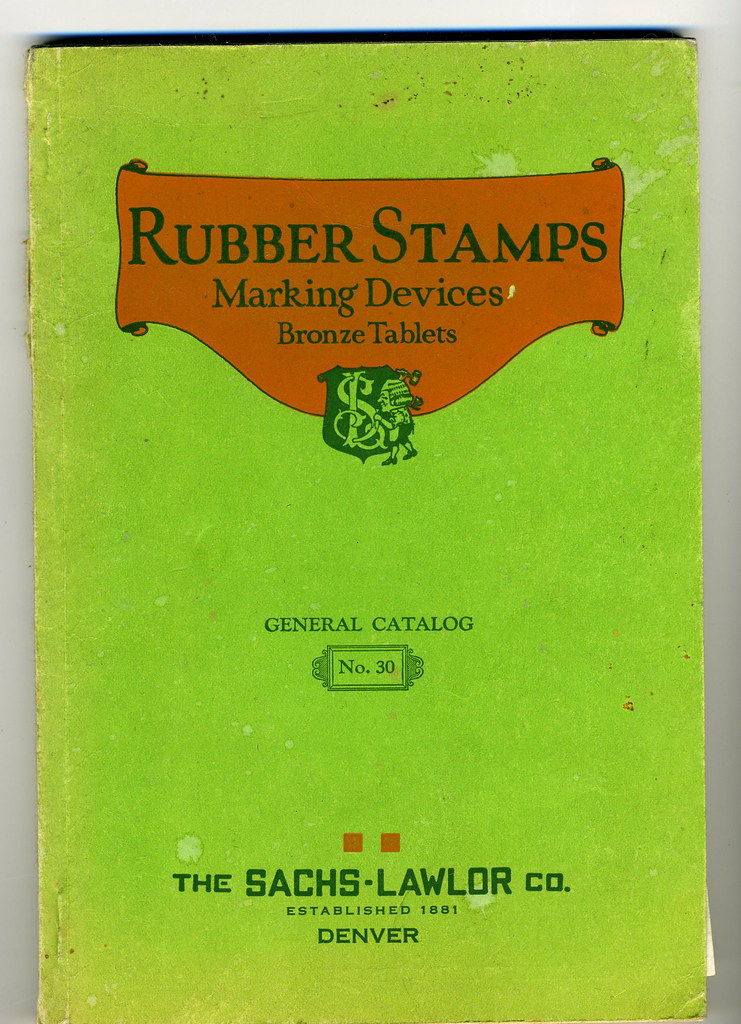 RUBBER STAMPS
Marking Devices
Bronze Tablets
GENERAL CATALOG
No. 30
THE SACHS-LAWLOR CO.
ESTABLISHED 1881
DENVER